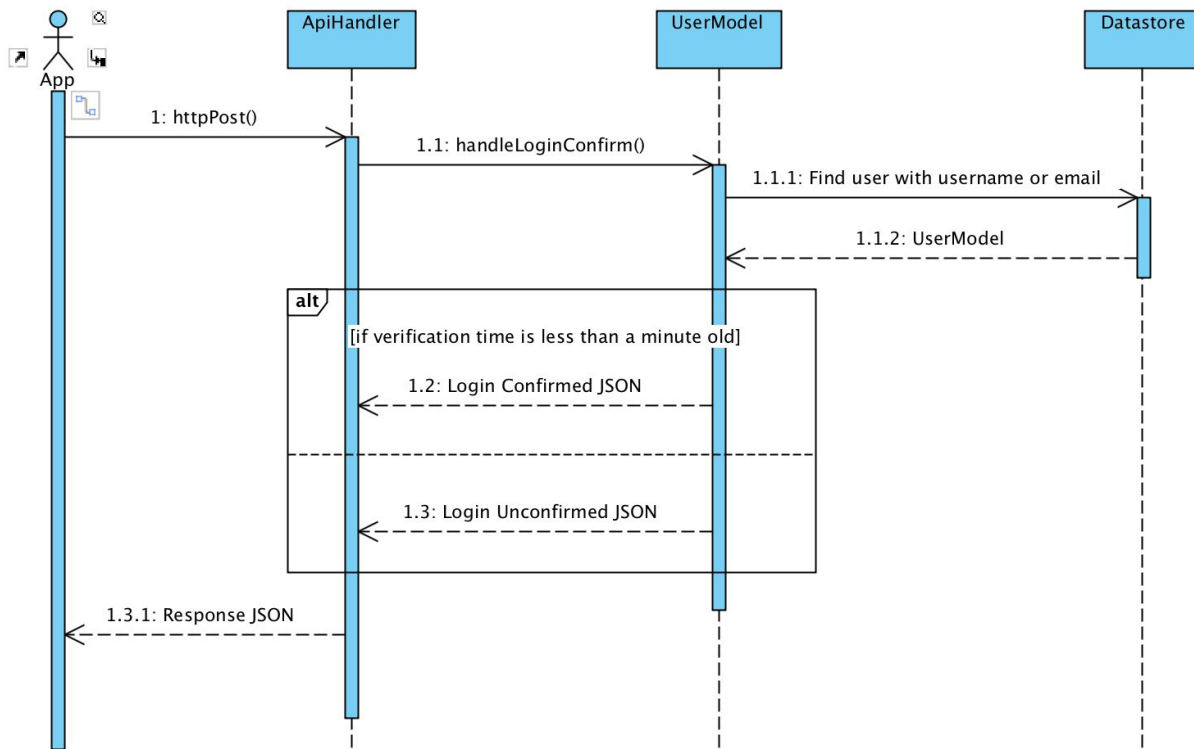 App
ApiHandler
UserModel
Datastore
1: httpPost()
1.1: handleLoginConfirm()
1.1.1: Find user with username or email
1.1.2: UserModel
alt
[if verification time is less than a minute old]
1.2: Login Confirmed JSON
1.3: Login Unconfirmed JSON
1.3.1: Response JSON